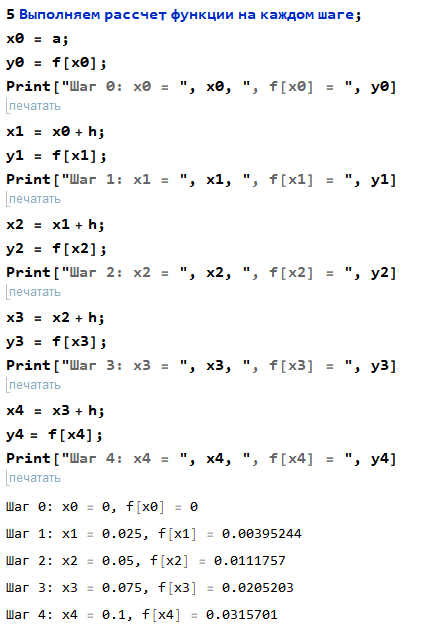 5 Выполняем рассчет функции на каждом шаге;
x0 = a;
y0 = f[x0];
Print["Шаг 0: x0 = ", x0, ", f[x0] = ", y0]
печатать
x1 = x0 + h;
y1 = f[x1];
Print["Шаг 1: x1 = ", x1, ", f[x1] = ", y1]
печатать
x2 = x1 + h;
y2 = f[x2];
Print["Шаг 2: x2 = ", x2, ", f[x2] = ", y2]
печатать
x3 = x2 + h;
y3 = f[x3];
Print["Шаг 3: x3 = ", x3, ", f[x3] = ", y3]
печатать
x4 = x3 + h;
y4 = f[x4];
Print["Шаг 4: x4 = ", x4, ", f[x4] = ", y4]
печатать
Шаг 0: x0 = 0, f[x0] = 0
Шаг 1: x1 = 0.025, f[x1] = 0.00395244
Шаг 2: x2 = 0.05, f[x2] = 0.0111757
Шаг 3: x3 = 0.075, f[x3] = 0.0205203
Шаг 4: x4 = 0.1, f[x4] = 0.0315701